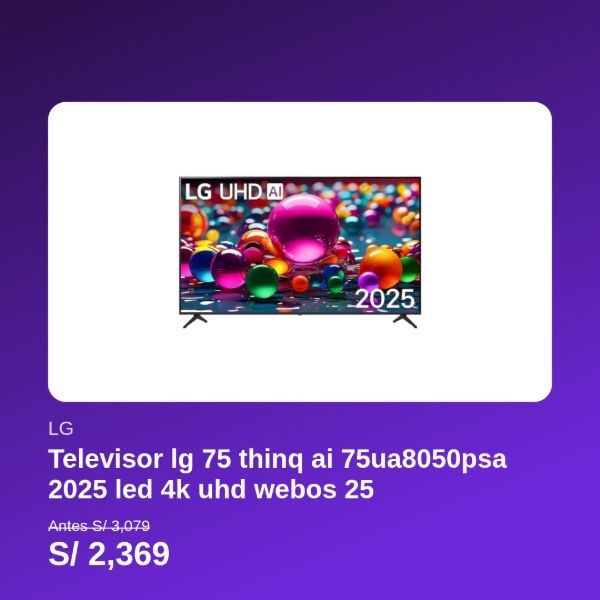 LG UHD AI
2025
LG
Televisor lg 75 thinq ai 75ua8050psa
2025 led 4k uhd webos 25
Antes S/ 3,079
S/ 2,369